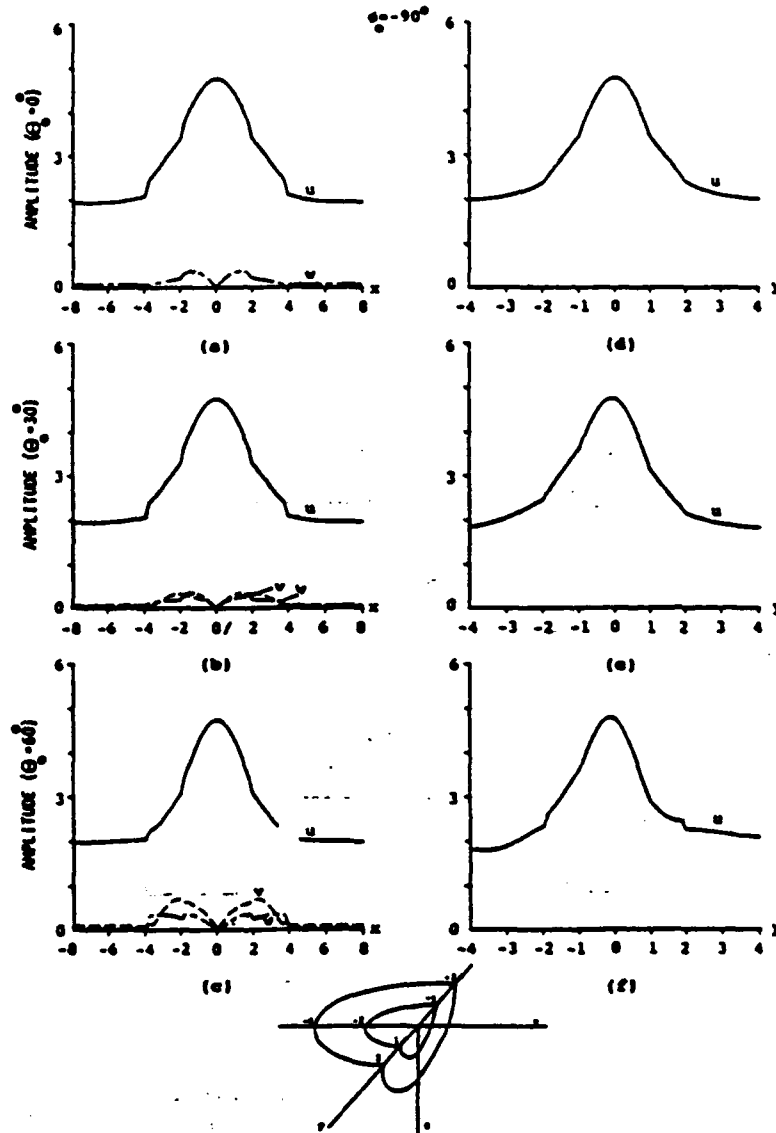 ϕ₀=-90°
AMPLITUDE (θ₀=0°)
6
3
0
u
w
-8 -6 -4 -2 0 2 4 6 8 x
(a)
6
3
0
u
-4 -3 -2 -1 0 1 2 3 4 y
(d)
AMPLITUDE (θ₀=30°)
6
3
0
u
v w
-8 -6 -4 -2 0 2 4 6 8 x
(b)
6
3
0
u
-4 -3 -2 -1 0 1 2 3 4 y
(e)
AMPLITUDE (θ₀=60°)
6
3
0
u
v
w
-8 -6 -4 -2 0 2 4 6 8 x
(c)
6
3
0
u
-4 -3 -2 -1 0 1 2 3 4 y
(f)